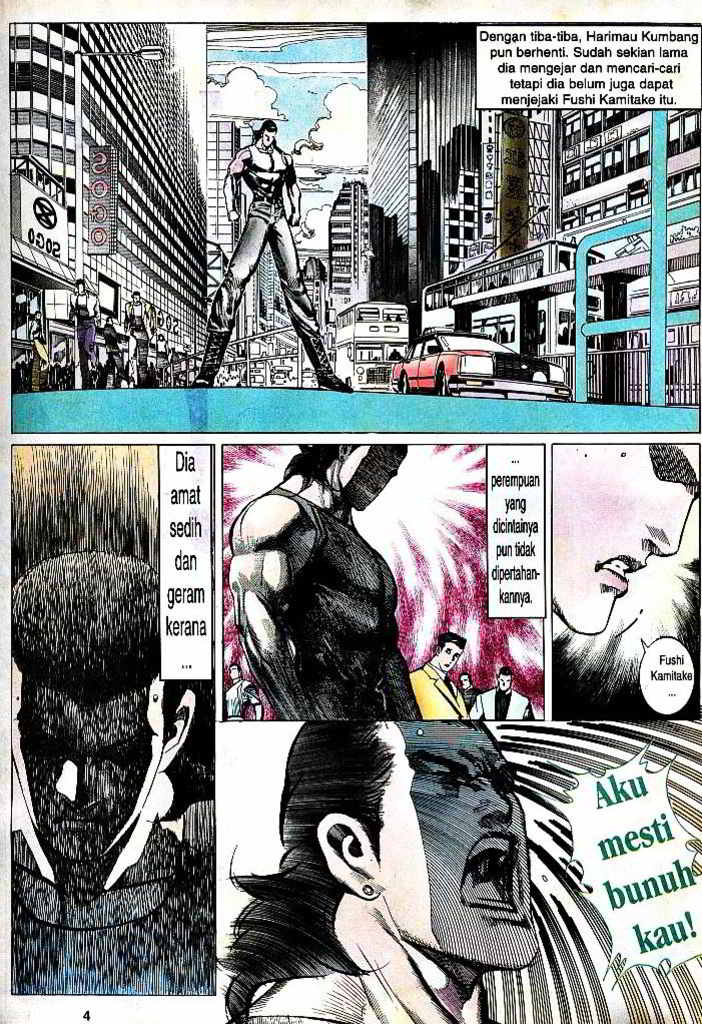 Dengan tiba-tiba, Harimau Kumbang
pun berhenti. Sudah sekian lama
dia mengejar dan mencari-cari
tetapi dia belum juga dapat
menjejaki Fushi Kamitake itu.
SOGO
SOGO
Dia
amat
sedih
dan
geram
kerana
...
...
perempuan
yang
dicintainya
pun tidak
dipertahan-
kannya.
Fushi
Kamitake
...
Aku
mesti
bunuh
kau!
4